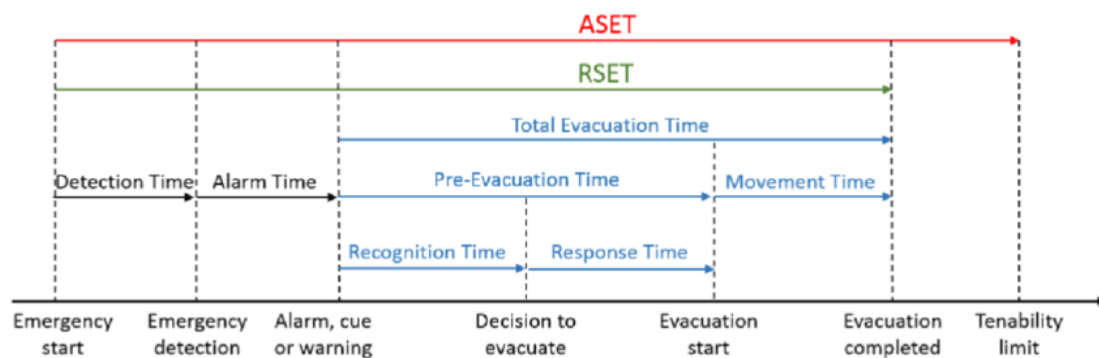 ASET
RSET
Total Evacuation Time
Detection Time
Alarm Time
Pre-Evacuation Time
Movement Time
Recognition Time
Response Time
Emergency
start
Emergency
detection
Alarm, cue
or warning
Decision to
evacuate
Evacuation
start
Evacuation
completed
Tenability
limit